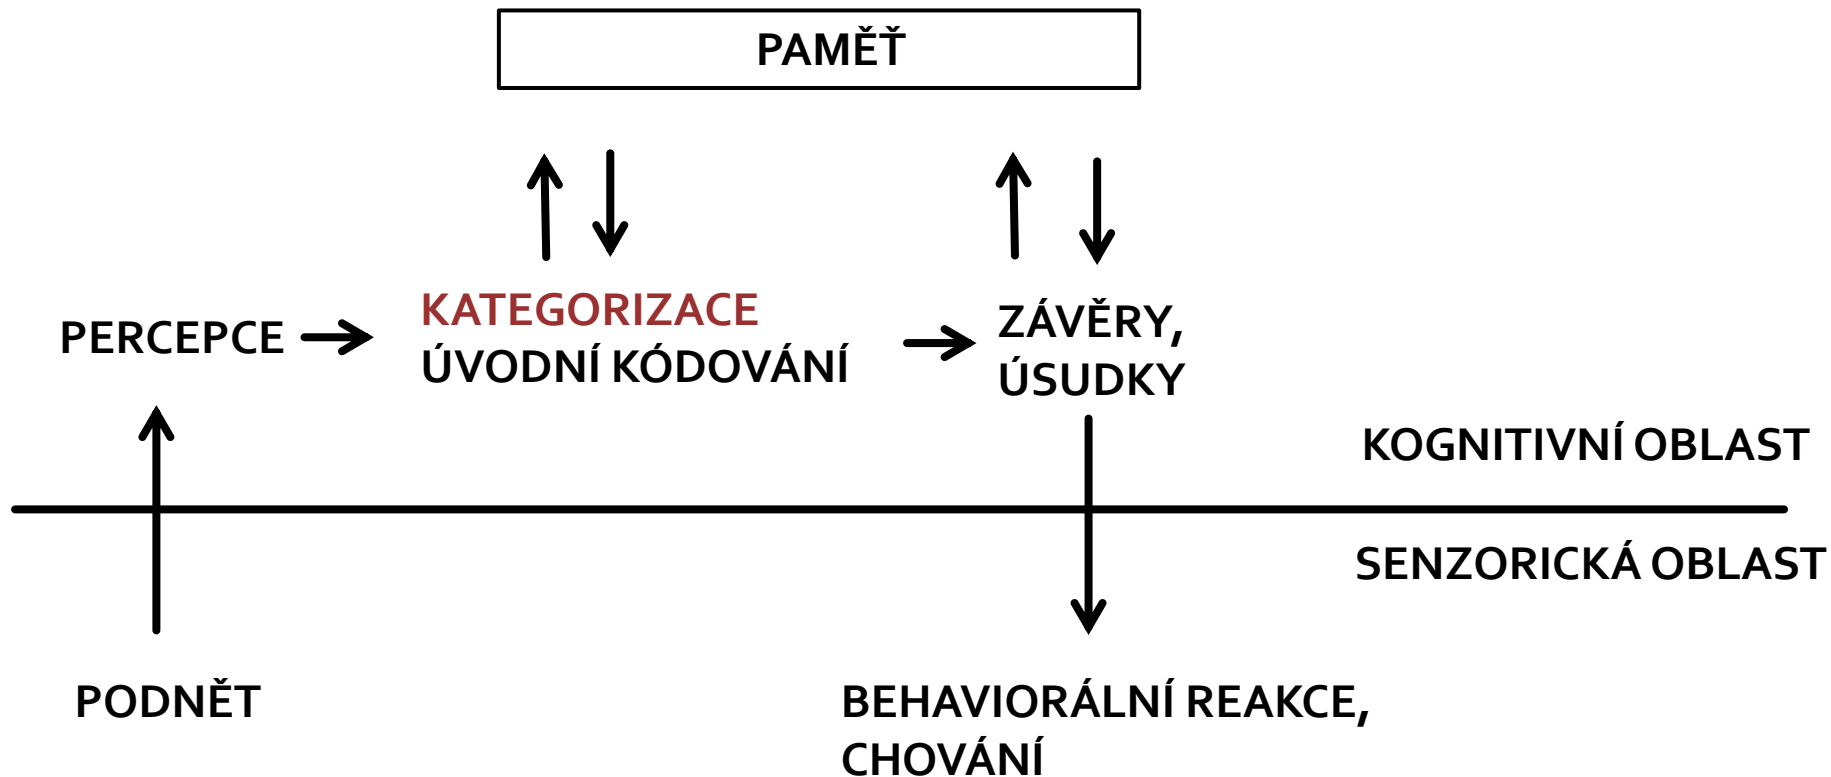 PAMĚŤ
PERCEPCE
KATEGORIZACE
ÚVODNÍ KÓDOVÁNÍ
ZÁVĚRY,
ÚSUDKY
KOGNITIVNÍ OBLAST
SENZORICKÁ OBLAST
PODNĚT
BEHAVIORÁLNÍ REAKCE,
CHOVÁNÍ